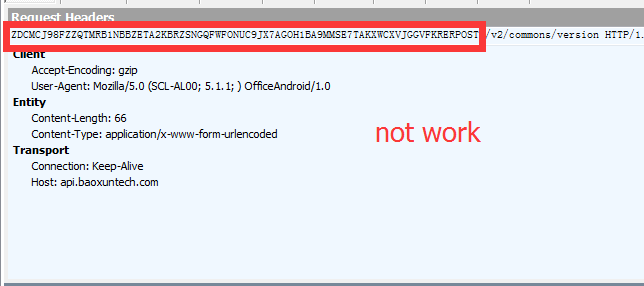 Request Headers
ZDCMCJ98FZZQTMRB1NBBZETA2KBRZSNGQFWFONUC9JX7AGOH1BA9MMSE7TAKXWCXVJGGVFKRERPOST /v2/commons/version HTTP/1.
Client
Accept-Encoding: gzip
User-Agent: Mozilla/5.0 (SCL-AL00; 5.1.1; ) OfficeAndroid/1.0
Entity
Content-Length: 66
Content-Type: application/x-www-form-urlencoded
not work
Transport
Connection: Keep-Alive
Host: api.baoxuntech.com